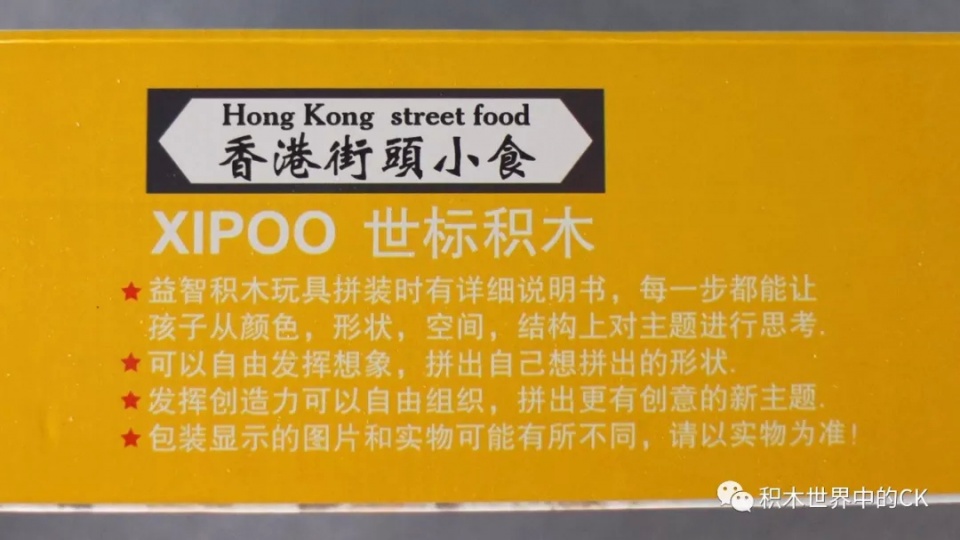 Hong Kong street food
香港街頭小食
XIPOO 世标积木
★益智积木玩具拼装时有详细说明书，每一步都能让
孩子从颜色，形状，空间，结构上对主题进行思考.
★可以自由发挥想象，拼出自己想拼出的形状.
★发挥创造力可以自由组织，拼出更有创意的新主题.
★包装显示的图片和实物可能有所不同，请以实物为准！
积木世界中的CK